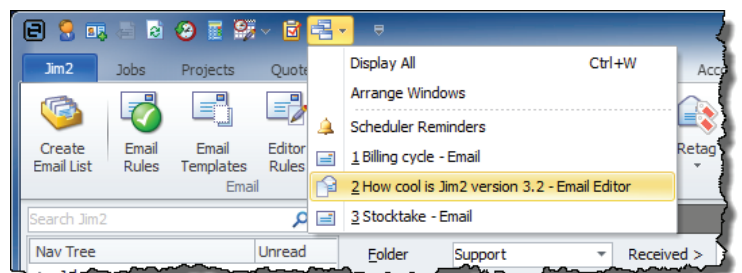 Jim2
Jobs
Projects
Quote
Display All Ctrl+W
Arrange Windows
Scheduler Reminders
1 Billing cycle - Email
2 How cool is Jim2 version 3.2 - Email Editor
3 Stocktake - Email
Acco
Create
Email List
Email
Rules
Email
Templates
Editor
Rules
Retag
Email
Search Jim2
Nav Tree Unread
Folder Support Received >